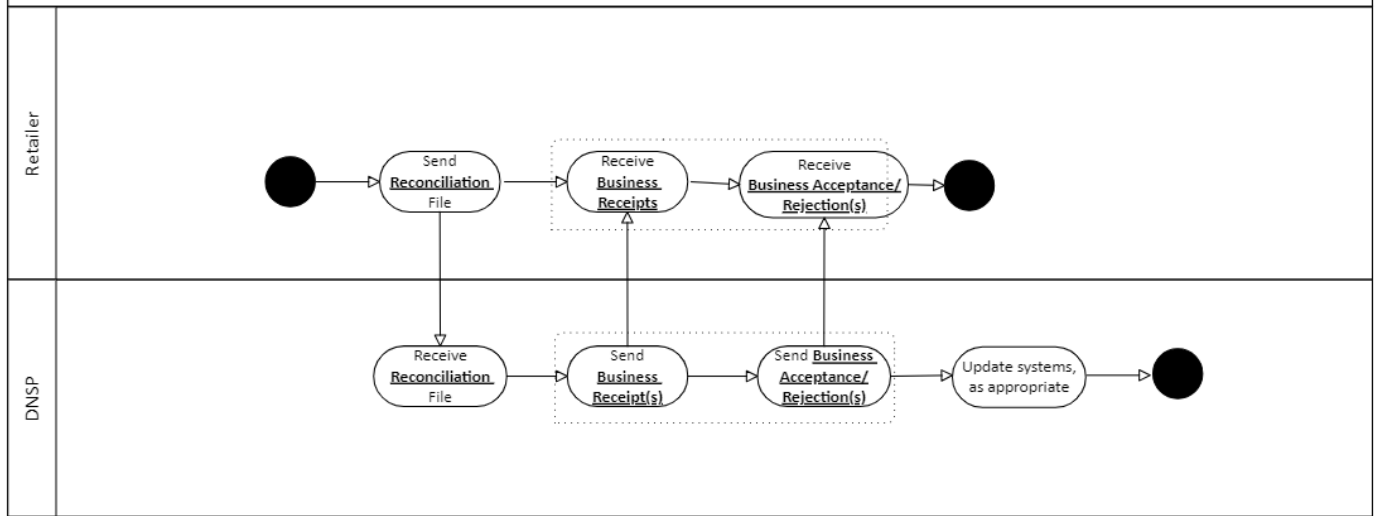 Retailer
Send
Reconciliation
File
Receive
Business
Receipts
Receive
Business Acceptance/
Rejection(s)
DNSP
Receive
Reconciliation
File
Send
Business
Receipt(s)
Send Business
Acceptance/
Rejection(s)
Update systems,
as appropriate